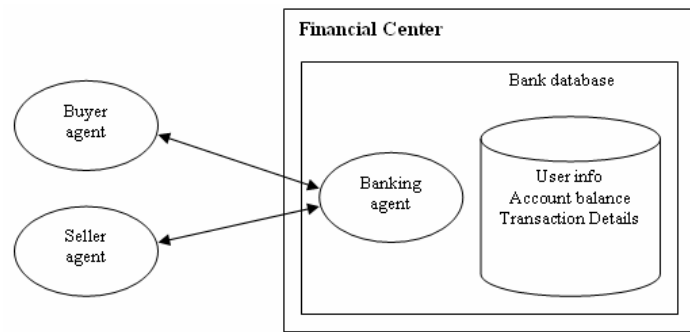 Financial Center
Bank database
Buyer
agent
Banking
agent
User info
Account balance
Transaction Details
Seller
agent